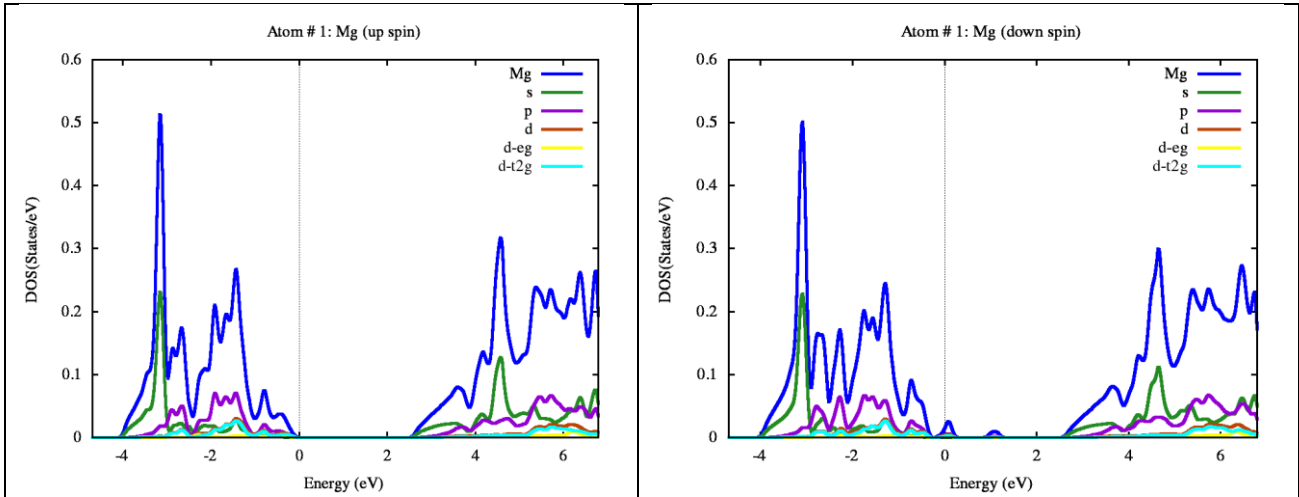 Atom # 1: Mg (up spin)
0.6
0.5
0.4
0.3
0.2
0.1
0
DOS(States/eV)
Mg
s
p
d
d-eg
d-t2g
-4
-2
0
2
4
6
Energy (eV)
Atom # 1: Mg (down spin)
0.6
0.5
0.4
0.3
0.2
0.1
0
DOS(States/eV)
Mg
s
p
d
d-eg
d-t2g
-4
-2
0
2
4
6
Energy (eV)